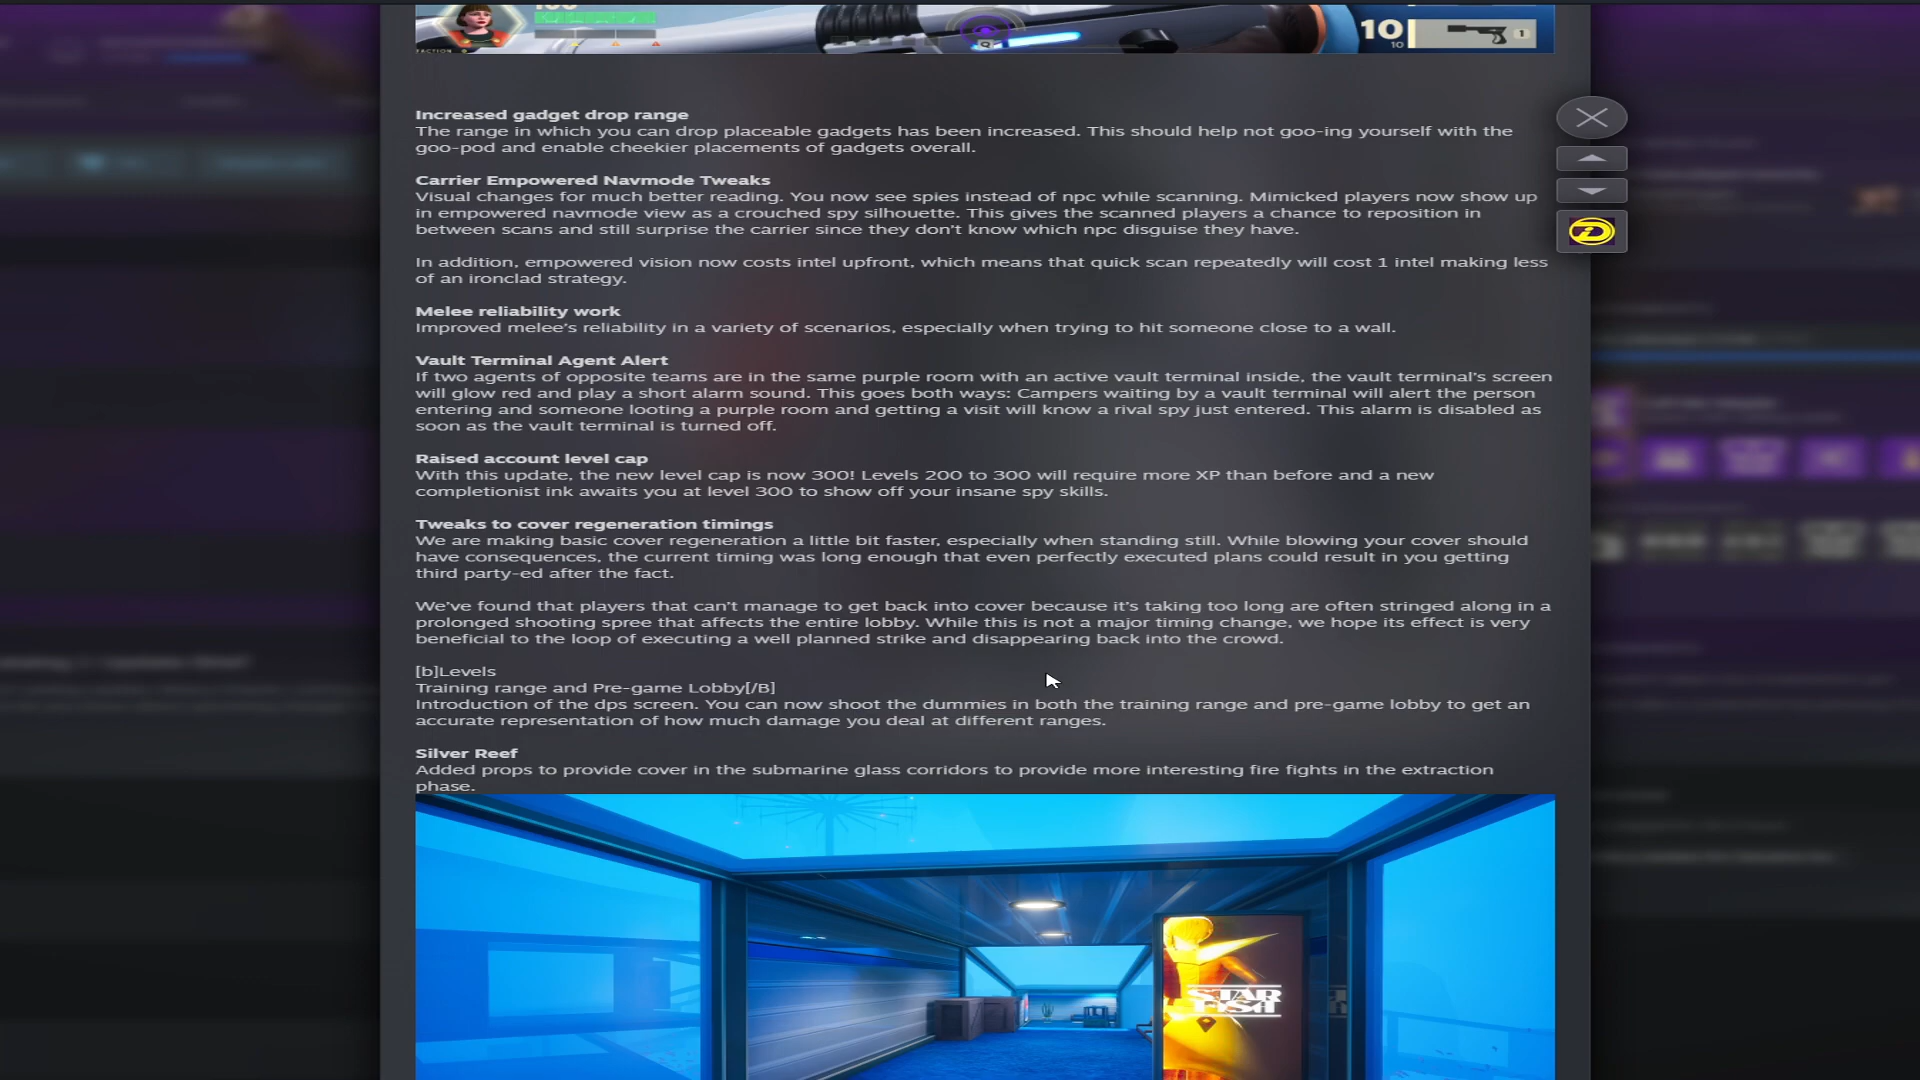 FACTION
10
10
1
Q
Increased gadget drop range
The range in which you can drop placeable gadgets has been increased. This should help not goo-ing yourself with the
goo-pod and enable cheekier placements of gadgets overall.
Carrier Empowered Navmode Tweaks
Visual changes for much better reading. You now see spies instead of npc while scanning. Mimicked players now show up
in empowered navmode view as a crouched spy silhouette. This gives the scanned players a chance to reposition in
between scans and still surprise the carrier since they don't know which npc disguise they have.
In addition, empowered vision now costs intel upfront, which means that quick scan repeatedly will cost 1 intel making less
of an ironclad strategy.
Melee reliability work
Improved melee's reliability in a variety of scenarios, especially when trying to hit someone close to a wall.
Vault Terminal Agent Alert
If two agents of opposite teams are in the same purple room with an active vault terminal inside, the vault terminal's screen
will glow red and play a short alarm sound. This goes both ways: Campers waiting by a vault terminal will alert the person
entering and someone looting a purple room and getting a visit will know a rival spy just entered. This alarm is disabled as
soon as the vault terminal is turned off.
Raised account level cap
With this update, the new level cap is now 300! Levels 200 to 300 will require more XP than before and a new
completionist ink awaits you at level 300 to show off your insane spy skills.
Tweaks to cover regeneration timings
We are making basic cover regeneration a little bit faster, especially when standing still. While blowing your cover should
have consequences, the current timing was long enough that even perfectly executed plans could result in you getting
third party-ed after the fact.
We've found that players that can't manage to get back into cover because it's taking too long are often stringed along in a
prolonged shooting spree that affects the entire lobby. While this is not a major timing change, we hope its effect is very
beneficial to the loop of executing a well planned strike and disappearing back into the crowd.
[b]Levels
Training range and Pre-game Lobby[/B]
Introduction of the dps screen. You can now shoot the dummies in both the training range and pre-game lobby to get an
accurate representation of how much damage you deal at different ranges.
Silver Reef
Added props to provide cover in the submarine glass corridors to provide more interesting fire fights in the extraction
phase.
STAR
FISH